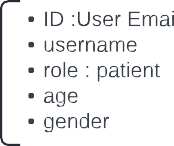 • ID :User Emai
• username
• role : patient
• age
• gender